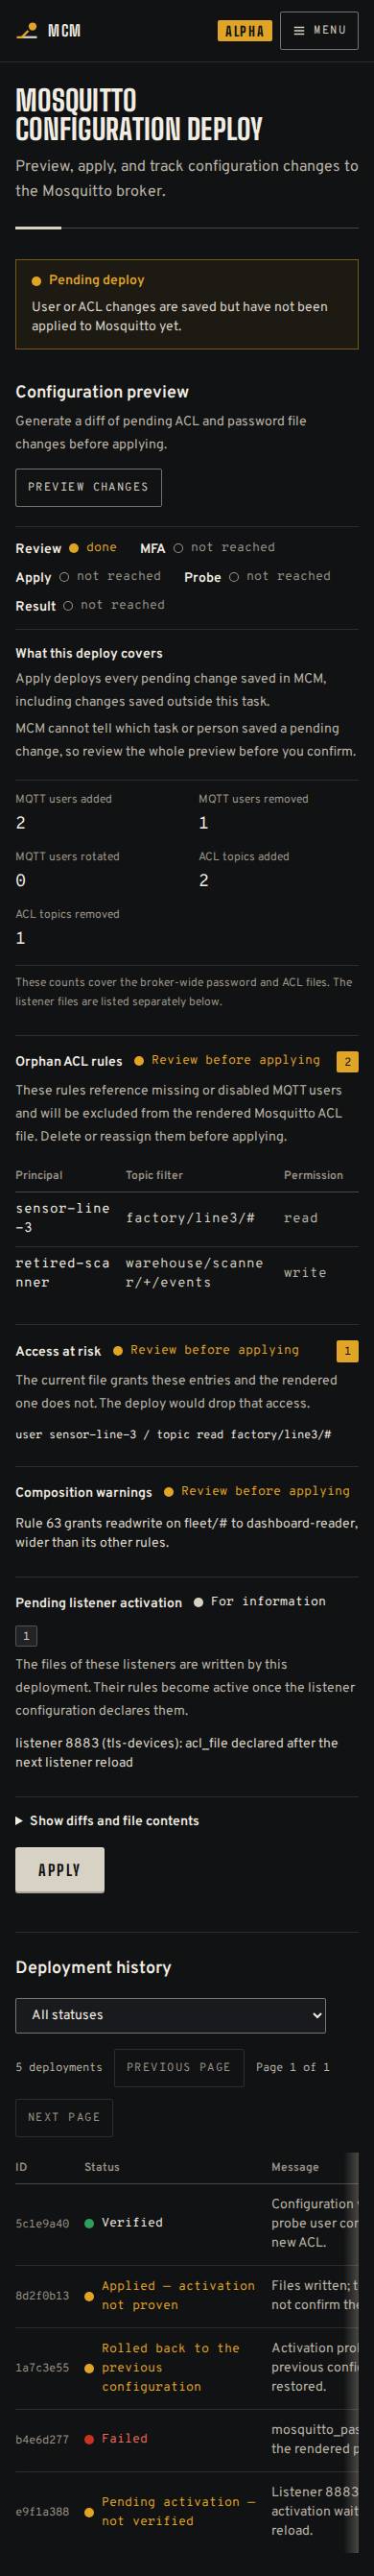 MCM
ALPHA
MENU
MOSQUITTO
CONFIGURATION DEPLOY
Preview, apply, and track configuration changes to
the Mosquitto broker.
Pending deploy
User or ACL changes are saved but have not been
applied to Mosquitto yet.
Configuration preview
Generate a diff of pending ACL and password file
changes before applying.
PREVIEW CHANGES
Review done MFA not reached
Apply not reached Probe not reached
Result not reached
What this deploy covers
Apply deploys every pending change saved in MCM,
including changes saved outside this task.
MCM cannot tell which task or person saved a pending
change, so review the whole preview before you confirm.
MQTT users added MQTT users removed
2 1
MQTT users rotated ACL topics added
0 2
ACL topics removed
1
These counts cover the broker-wide password and ACL files. The
listener files are listed separately below.
Orphan ACL rules Review before applying 2
These rules reference missing or disabled MQTT users
and will be excluded from the rendered Mosquitto ACL
file. Delete or reassign them before applying.
Principal Topic filter Permission
sensor-line
-3
factory/line3/# read
retired-sca
nner
warehouse/scanne
r/+/events
write
Access at risk Review before applying 1
The current file grants these entries and the rendered
one does not. The deploy would drop that access.
user sensor-line-3 / topic read factory/line3/#
Composition warnings Review before applying
Rule 63 grants readwrite on fleet/# to dashboard-reader,
wider than its other rules.
Pending listener activation For information
1
The files of these listeners are written by this
deployment. Their rules become active once the listener
configuration declares them.
listener 8883 (tls-devices): acl_file declared after the
next listener reload
Show diffs and file contents
APPLY
Deployment history
All statuses
5 deployments PREVIOUS PAGE Page 1 of 1
NEXT PAGE
ID Status Message
5c1e9a40 Verified
Configuration
probe user
new ACL.
8d2f0b13
Applied — activation
not proven
Files written;
not confirm
1a7c3e55
Rolled back to the
previous
configuration
Activation
previous
restored.
b4e6d277 Failed
the rendered
e9f1a388
Pending activation —
not verified
Listener 8883
activation
reload.